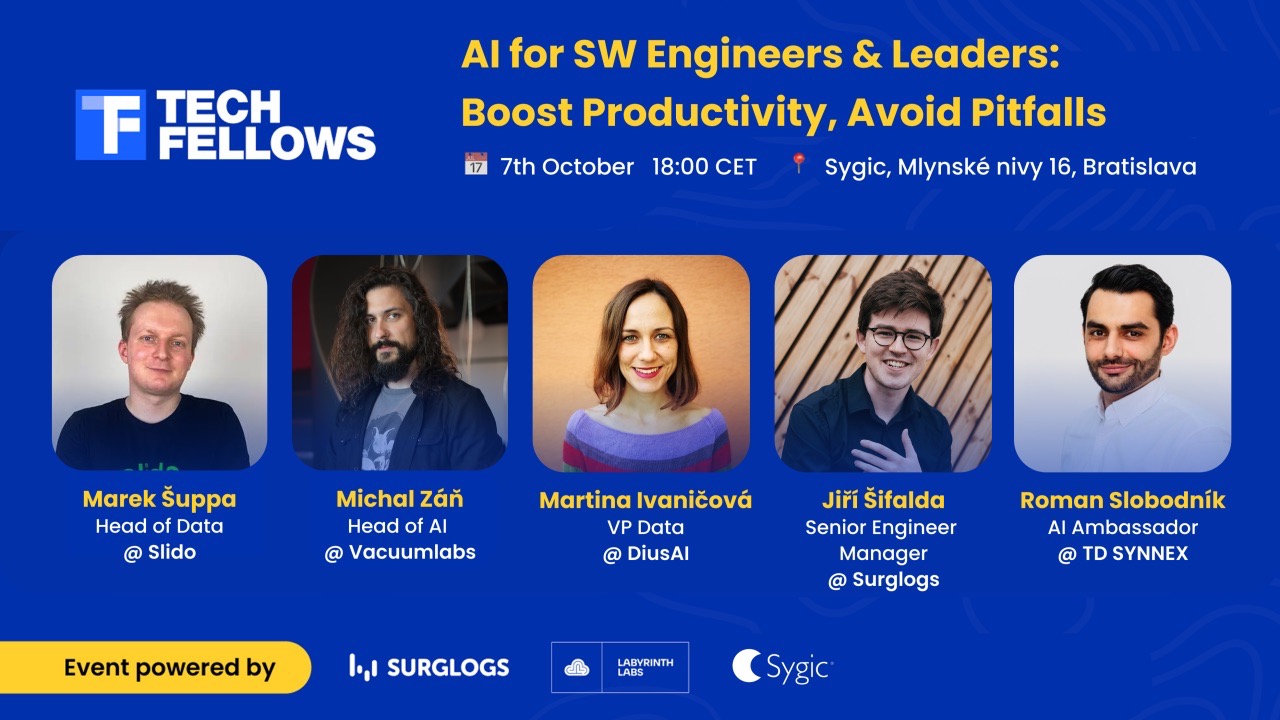 TECH
FELLOWS
AI for SW Engineers & Leaders:
Boost Productivity, Avoid Pitfalls
17 7th October 18:00 CET Sygic, Mlynské nivy 16, Bratislava
slido
Marek Šuppa
Head of Data
@ Slido
Michal Záň
Head of AI
@ Vacuumlabs
Martina Ivaničová
VP Data
@ DiusAI
Jiří Šifalda
Senior Engineer
Manager
@ Surglogs
Roman Slobodník
AI Ambassador
@ TD SYNNEX
Event powered by
SURGLOGS
LABYRINTH
LABS
Sygic